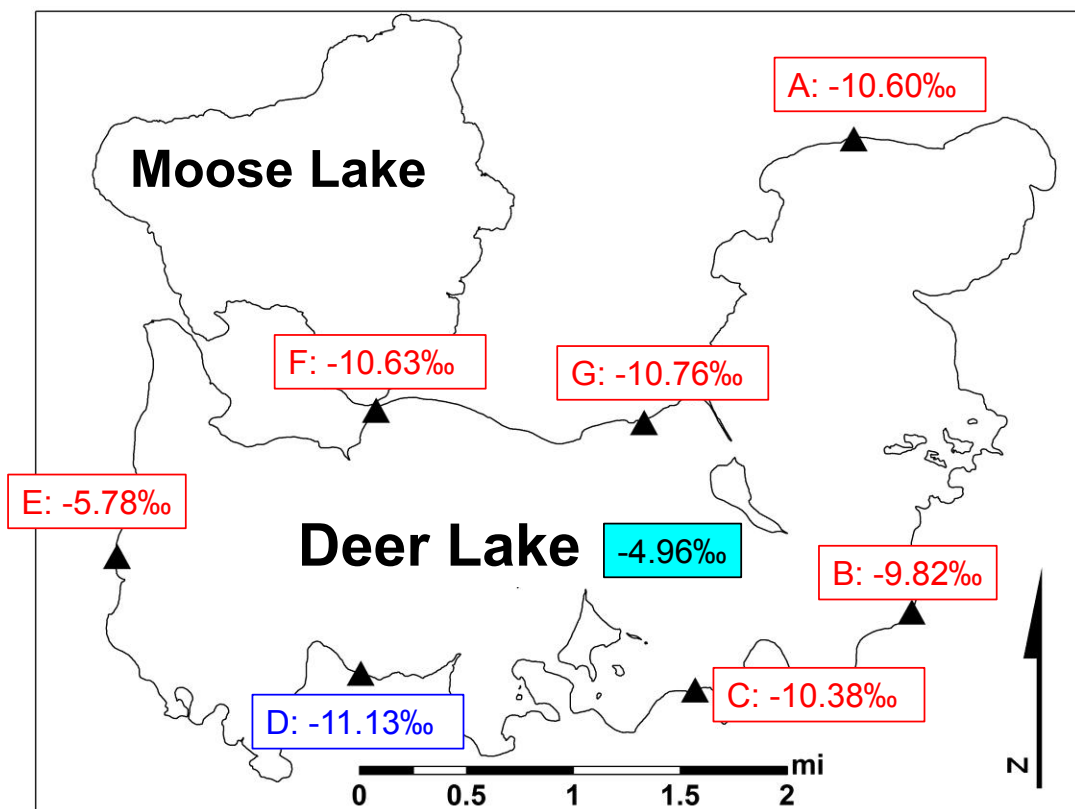 A: -10.60‰
Moose Lake
F: -10.63‰
G: -10.76‰
E: -5.78‰
Deer Lake
-4.96‰
B: -9.82‰
D: -11.13‰
C: -10.38‰
mi
0 0.5 1 1.5 2
N